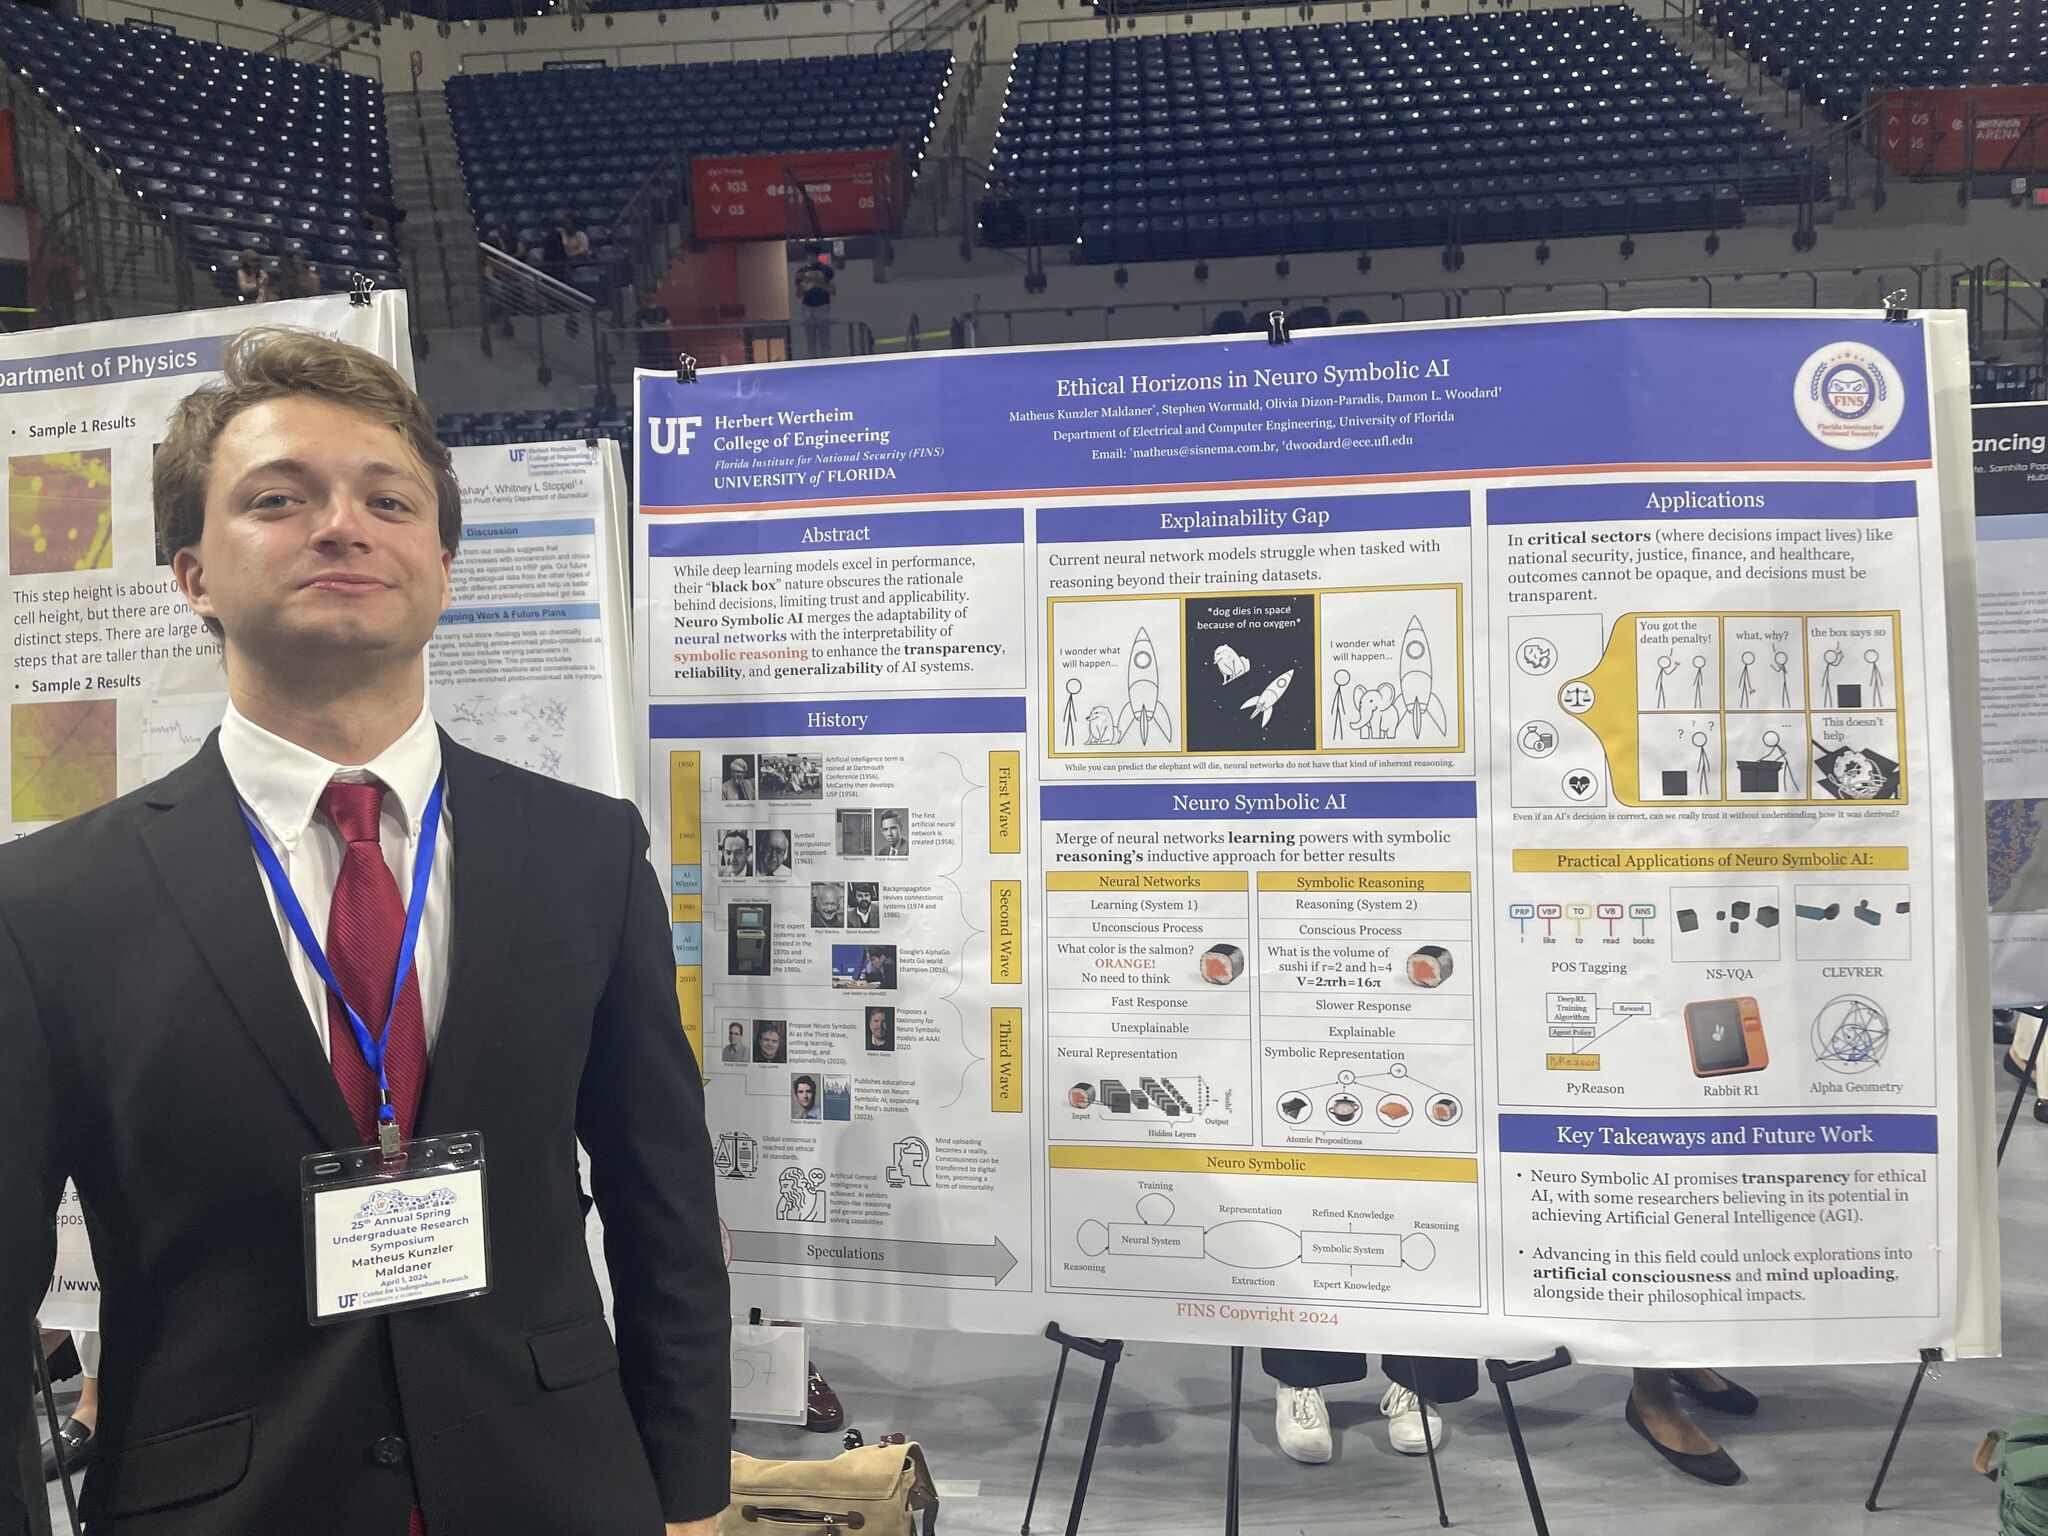 partment of Physics
• Sample 1 Results
This step height is about
cell height, but there are
distinct steps. There are large
steps that are taller than the unit
• Sample 2 Results
UF
Whitney L Stoppel
Discussion
Ongoing Work & Future Plans
57
25th Annual Spring
Undergraduate Research
Symposium
Matheus Kunzler
Maldaner
April 1, 2024
UF Center for Undergraduate Research
UNIVERSITY of FLORIDA
103
03
05
ARENA
UF
Herbert Wertheim
College of Engineering
Florida Institute for National Security (FINS)
UNIVERSITY of FLORIDA
Ethical Horizons in Neuro Symbolic AI
Matheus Kunzler Maldaner*, Stephen Wormald, Olivia Dizon-Paradis, Damon L. Woodard†
Department of Electrical and Computer Engineering, University of Florida
Email: *matheus@sisnema.com.br, †dwoodard@ece.ufl.edu
FINS
Florida Institute for
National Security
Abstract
While deep learning models excel in performance,
their "black box" nature obscures the rationale
behind decisions, limiting trust and applicability.
Neuro Symbolic AI merges the adaptability of
neural networks with the interpretability of
symbolic reasoning to enhance the transparency,
reliability, and generalizability of AI systems.
History
1950
1960
AI
Winter
1980
AI
Winter
2010
2020
Artificial intelligence term is
coined at Dartmouth
Conference (1956),
McCarthy then develops
LISP (1958).
John McCarthy
Dartmouth Conference
The first
artificial neural
network is
created (1958).
Perceptron
Frank Rosenblatt
Symbol
manipulation
is proposed
(1963).
Allen Newell
Herbert Simon
Backpropagation
revives connectionist
systems (1974 and
1986).
Paul Werbos
David Rumelhart
First expert
systems are
created in the
1970s and
popularized in
the 1980s.
Google's AlphaGo
beats Go world
champion (2016).
Lee Sedol vs AlphaGO
Propose Neuro Symbolic
AI as the Third Wave,
uniting learning,
reasoning, and
explainability (2020).
Proposes a
taxonomy for
Neuro Symbolic
models at AAAI
2020.
Henry Kautz
Publishes educational
resources on Neuro
Symbolic AI, expanding
the field's outreach
(2023).
Paulo Shakarian
First Wave
Second Wave
Third Wave
Global consensus is
reached on ethical
AI standards.
Artificial General
Intelligence is
achieved. AI exhibits
human-like reasoning
and general problem-
solving capabilities
Mind uploading
becomes a reality.
Consciousness can be
transferred to digital
form, promising a
form of immortality.
Speculations
Explainability Gap
Current neural network models struggle when tasked with
reasoning beyond their training datasets.
I wonder what
will happen...
*dog dies in space
because of no oxygen*
I wonder what
will happen...
While you can predict the elephant will die, neural networks do not have that kind of inherent reasoning.
Neuro Symbolic AI
Merge of neural networks learning powers with symbolic
reasoning's inductive approach for better results
Neural Networks
Learning (System 1)
Unconscious Process
What color is the salmon?
ORANGE!
No need to think
Fast Response
Unexplainable
Neural Representation
Input
Hidden Layers
"Sushi"
Output
Symbolic Reasoning
Reasoning (System 2)
Conscious Process
What is the volume of
sushi if r=2 and h=4
V=2πrh=16π
Slower Response
Explainable
Symbolic Representation
Atomic Propositions
Neuro Symbolic
Training
Neural System
Reasoning
Representation
Extraction
Refined Knowledge
Symbolic System
Reasoning
Expert Knowledge
FINS Copyright 2024
Applications
In critical sectors (where decisions impact lives) like
national security, justice, finance, and healthcare,
outcomes cannot be opaque, and decisions must be
transparent.
You got the
death penalty!
what, why?
the box says so
? ?
...
This doesn't
help
Even if an AI's decision is correct, can we really trust it without understanding how it was derived?
Practical Applications of Neuro Symbolic AI:
PRP VBP TO VB NNS
I like to read books
POS Tagging
NS-VQA
CLEVRER
DeepRL
Training
Algorithm
Reward
Agent Policy
PyReason
PyReason
Rabbit R1
Alpha Geometry
Key Takeaways and Future Work
• Neuro Symbolic AI promises transparency for ethical
AI, with some researchers believing in its potential in
achieving Artificial General Intelligence (AGI).
• Advancing in this field could unlock explorations into
artificial consciousness and mind uploading,
alongside their philosophical impacts.
05
ARENA
ancing